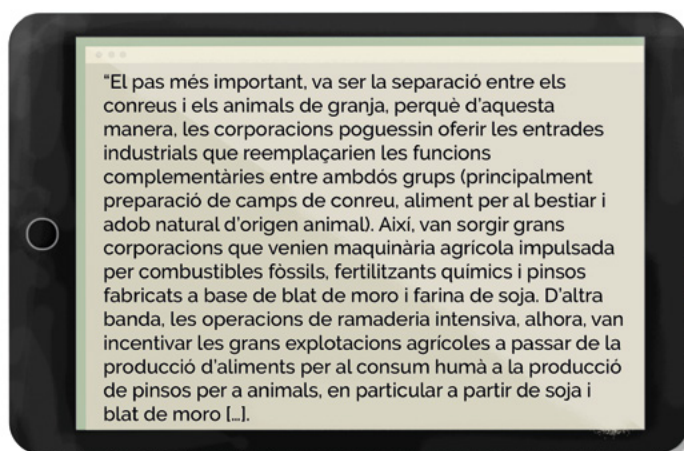 “El pas més important, va ser la separació entre els
conreus i els animals de granja, perquè d’aquesta
manera, les corporacions poguessin oferir les entrades
industrials que reemplaçarien les funcions
complementàries entre ambdós grups (principalment
preparació de camps de conreu, aliment per al bestiar i
adob natural d’origen animal). Així, van sorgir grans
corporacions que venien maquinària agrícola impulsada
per combustibles fòssils, fertilitzants químics i pinsos
fabricats a base de blat de moro i farina de soja. D’altra
banda, les operacions de ramaderia intensiva, alhora, van
incentivar les grans explotacions agrícoles a passar de la
producció d’aliments per al consum humà a la producció
de pinsos per a animals, en particular a partir de soja i
blat de moro […].